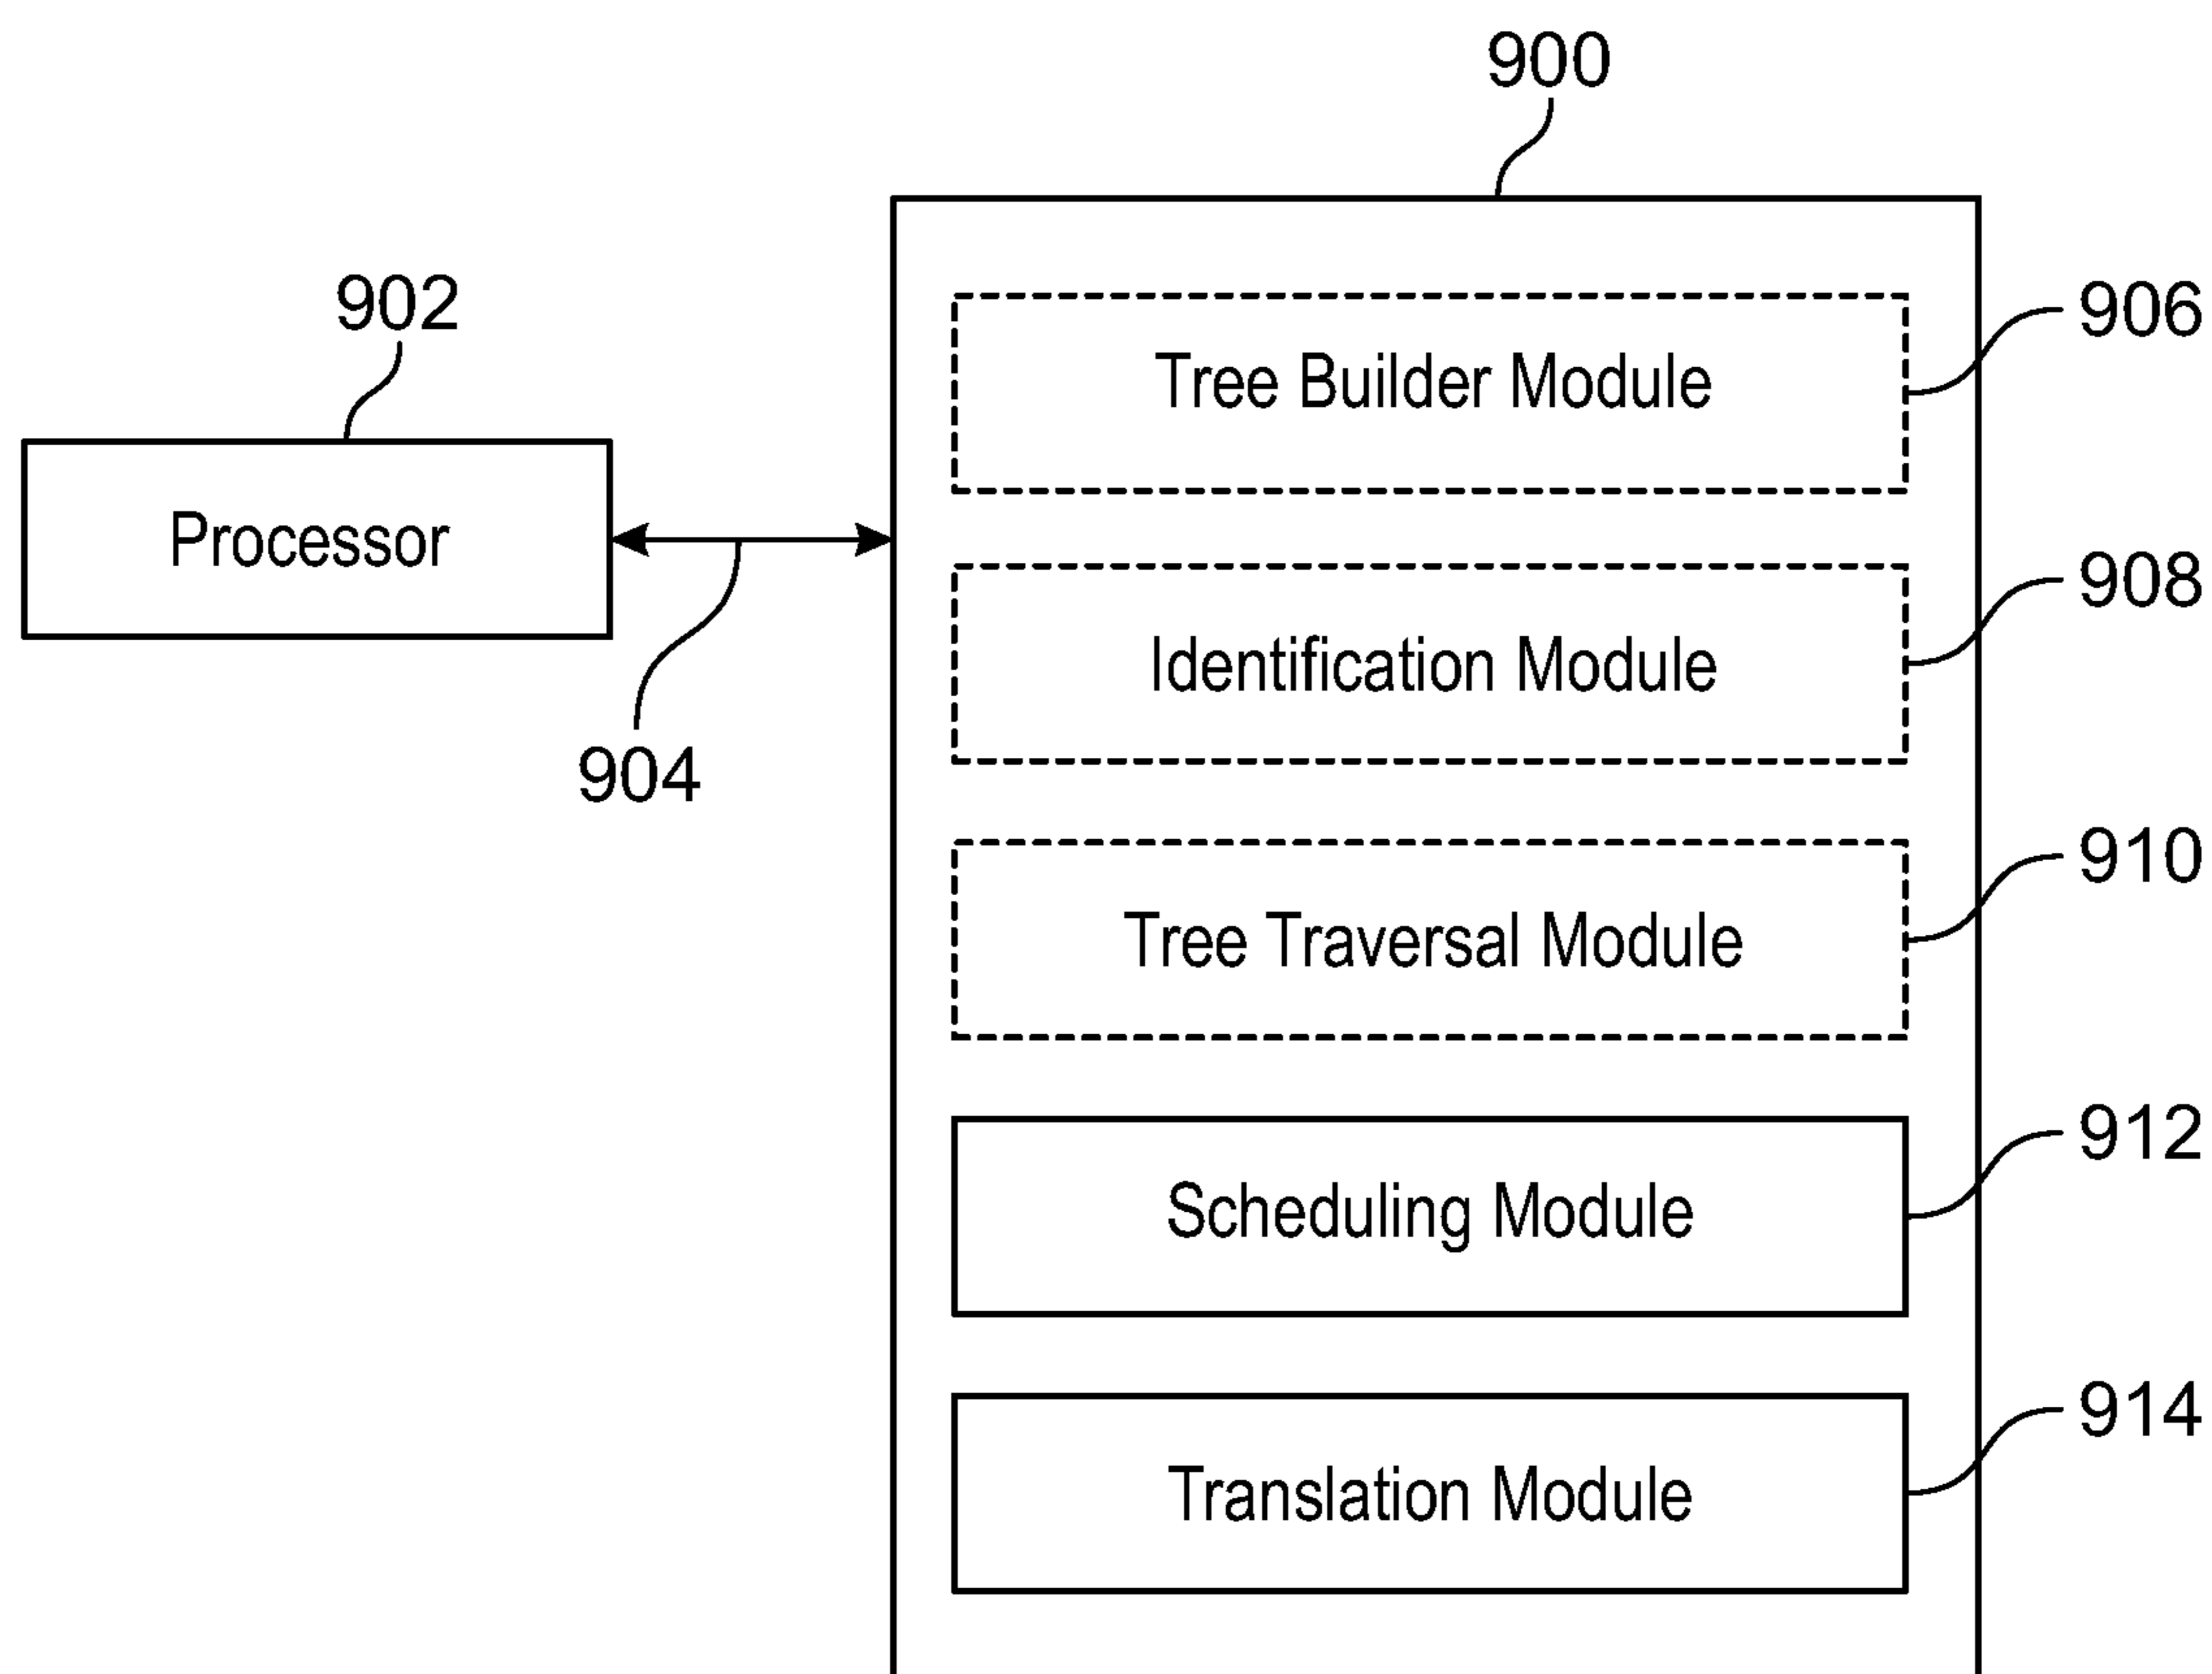 900
902
906
Tree Builder Module
Processor
908
Identification Module
904
910
Tree Traversal Module
912
Scheduling Module
914
Translation Module